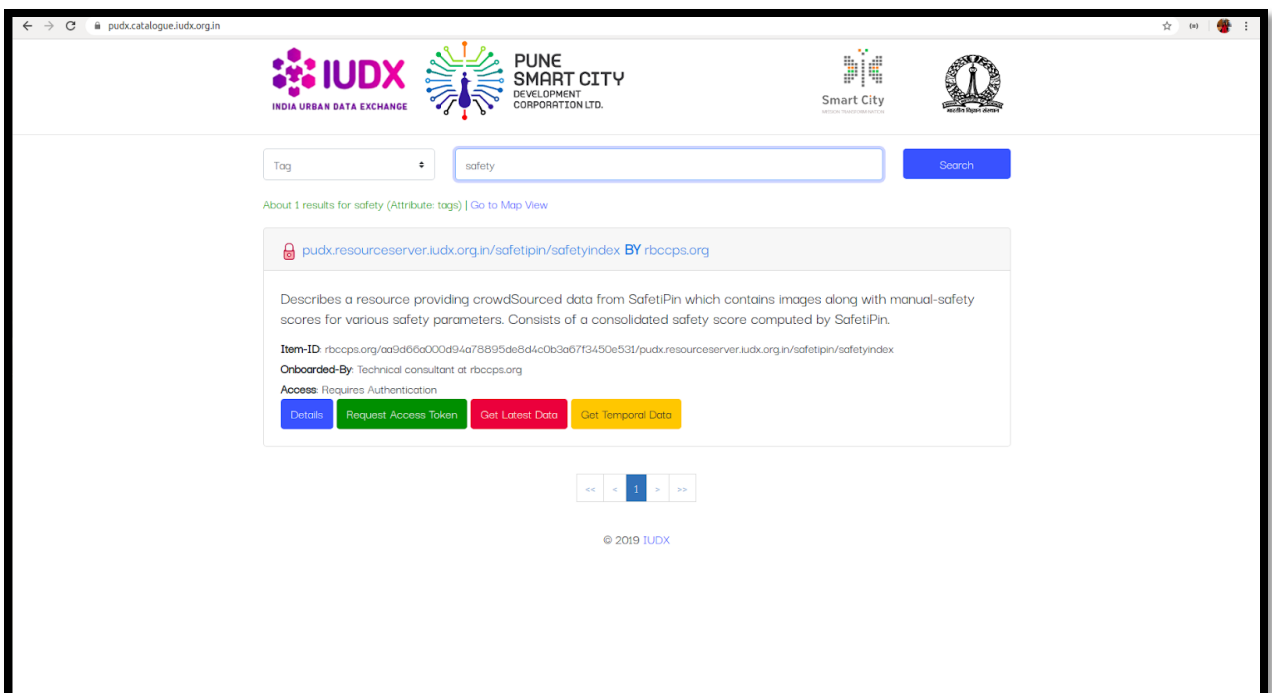 pudx.catalogue.iudx.org.in
IUDX
INDIA URBAN DATA EXCHANGE
PUNE
SMART CITY
DEVELOPMENT
CORPORATION LTD.
Smart City
भारतीय विज्ञान संस्थान
Tag
safety
Search
About 1 results for safety (Attribute: tags) | Go to Map View
pudx.resourceserver.iudx.org.in/safetipin/safetyindex BY rbccps.org
Describes a resource providing crowdSourced data from SafetiPin which contains images along with manual-safety
scores for various safety parameters. Consists of a consolidated safety score computed by SafetiPin.
Item-ID: rbccps.org/aa9d66a000d94a78895de8d4c0b3a67f3450e531/pudx.resourceserver.iudx.org.in/safetipin/safetyindex
Onboarded-By: Technical consultant at rbccps.org
Access: Requires Authentication
Details Request Access Token Get Latest Data Get Temporal Data
<< < 1 > >>
© 2019 IUDX